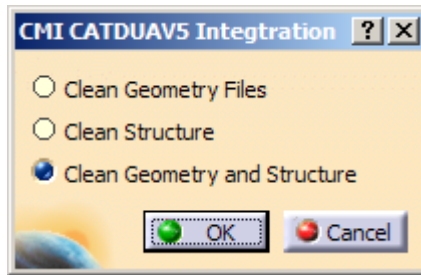 CMI CATDUAV5 Integtration ? X
Clean Geometry Files
Clean Structure
Clean Geometry and Structure
OK Cancel